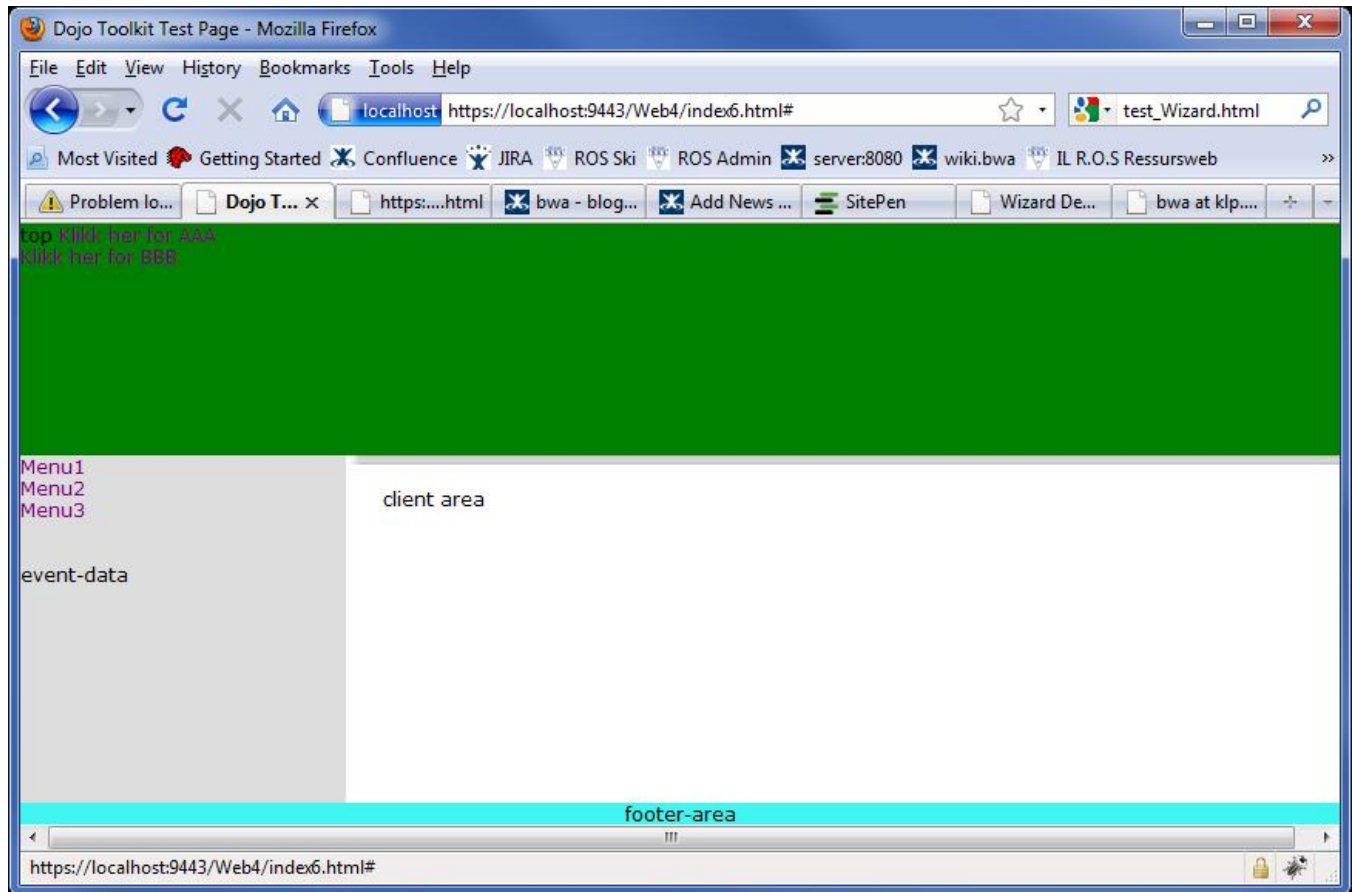 Dojo Toolkit Test Page - Mozilla Firefox
File Edit View History Bookmarks Tools Help
localhost https://localhost:9443/Web4/index6.html# test_Wizard.html
Most Visited Getting Started Confluence JIRA ROS Ski ROS Admin server:8080 wiki.bwa IL R.O.S Ressursweb »
Problem lo... Dojo T... × https:....html bwa - blog... Add News ... SitePen Wizard De... bwa at klp....
top Klikk her for AAA
Klikk her for BBB
Menu1
Menu2
Menu3
client area
event-data
footer-area
https://localhost:9443/Web4/index6.html#